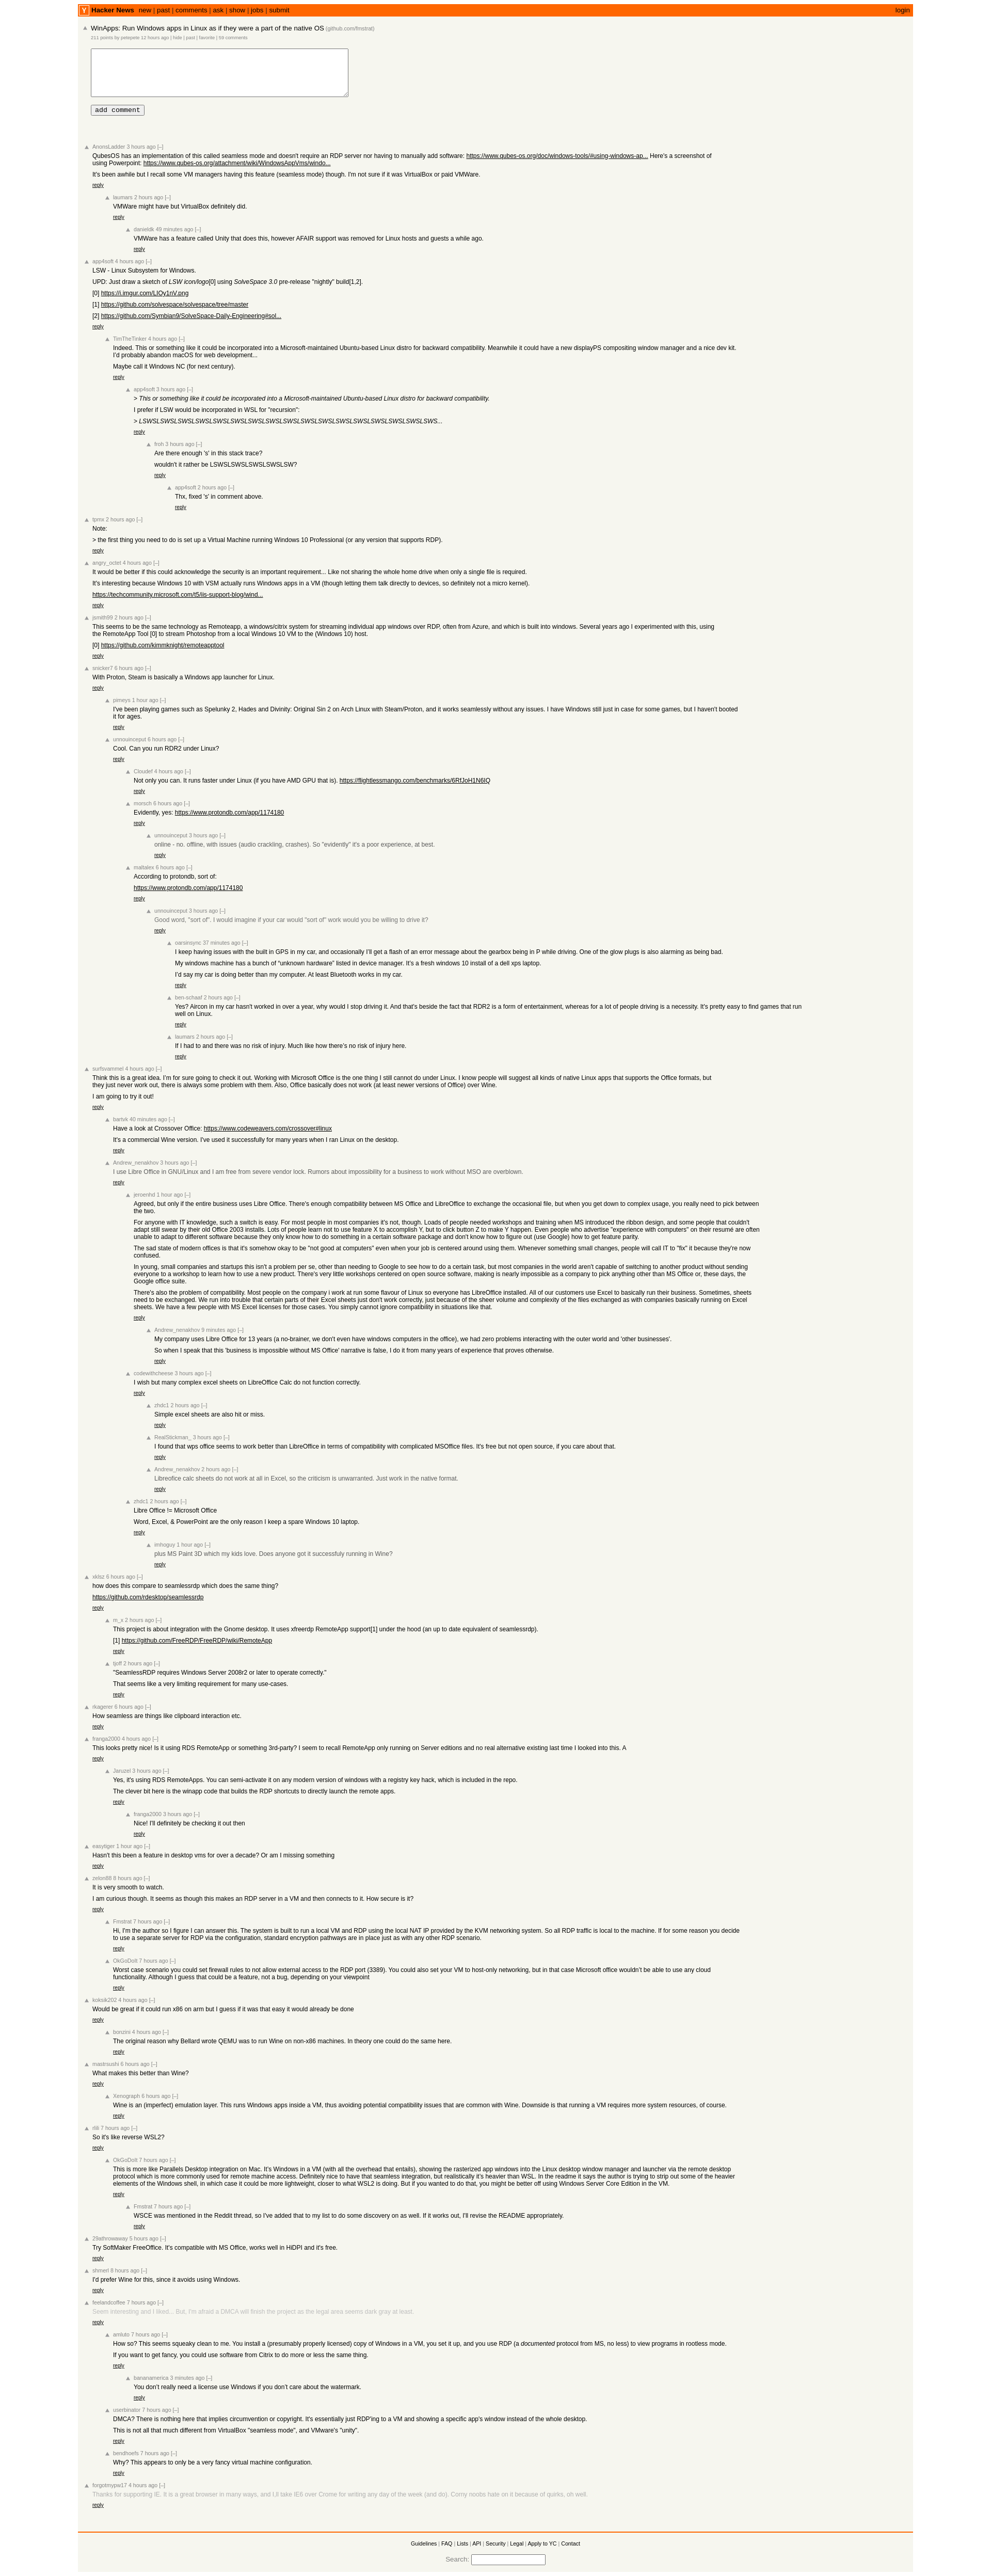 Y Hacker News new | past | comments | ask | show | jobs | submit login
WinApps: Run Windows apps in Linux as if they were a part of the native OS (github.com/fmstrat)
211 points by petepete 12 hours ago | hide | past | favorite | 99 comments
add comment
AnonsLadder 3 hours ago [–]
QubesOS has an implementation of this called seamless mode and doesn't require an RDP server nor having to manually add software: https://www.qubes-os.org/doc/windows-tools/#using-windows-ap... Here's a screenshot of
using Powerpoint: https://www.qubes-os.org/attachment/wiki/WindowsAppVms/windo...
It's been awhile but I recall some VM managers having this feature (seamless mode) though. I'm not sure if it was VirtualBox or paid VMWare.
reply
laumars 2 hours ago [–]
VMWare might have but VirtualBox definitely did.
reply
danieldk 49 minutes ago [–]
VMWare has a feature called Unity that does this, however AFAIR support was removed for Linux hosts and guests a while ago.
reply
app4soft 4 hours ago [–]
LSW - Linux Subsystem for Windows.
UPD: Just draw a sketch of LSW icon/logo[0] using SolveSpace 3.0 pre-release "nightly" build[1,2].
[0] https://i.imgur.com/LIOy1nV.png
[1] https://github.com/solvespace/solvespace/tree/master
[2] https://github.com/Symbian9/SolveSpace-Daily-Engineering#sol...
reply
TimTheTinker 4 hours ago [–]
Indeed. This or something like it could be incorporated into a Microsoft-maintained Ubuntu-based Linux distro for backward compatibility. Meanwhile it could have a new displayPS compositing window manager and a nice dev kit.
I'd probably abandon macOS for web development...
Maybe call it Windows NC (for next century).
reply
app4soft 3 hours ago [–]
> This or something like it could be incorporated into a Microsoft-maintained Ubuntu-based Linux distro for backward compatibility.
I prefer if LSW would be incorporated in WSL for "recursion":
reply
froh 3 hours ago [–]
Are there enough 's' in this stack trace?
wouldn't it rather be LSWSLSWSLSWSLSWSLSW?
reply
app4soft 2 hours ago [–]
Thx, fixed 's' in comment above.
reply
tpmx 2 hours ago [–]
Note:
> the first thing you need to do is set up a Virtual Machine running Windows 10 Professional (or any version that supports RDP).
reply
angry_octet 4 hours ago [–]
It would be better if this could acknowledge the security is an important requirement... Like not sharing the whole home drive when only a single file is required.
It's interesting because Windows 10 with VSM actually runs Windows apps in a VM (though letting them talk directly to devices, so definitely not a micro kernel).
https://techcommunity.microsoft.com/t5/iis-support-blog/wind...
reply
jsmith99 2 hours ago [–]
This seems to be the same technology as Remoteapp, a windows/citrix system for streaming individual app windows over RDP, often from Azure, and which is built into windows. Several years ago I experimented with this, using
the RemoteApp Tool [0] to stream Photoshop from a local Windows 10 VM to the (Windows 10) host.
[0] https://github.com/kimmknight/remoteapptool
reply
snicker7 6 hours ago [–]
With Proton, Steam is basically a Windows app launcher for Linux.
reply
pimeys 1 hour ago [–]
I've been playing games such as Spelunky 2, Hades and Divinity: Original Sin 2 on Arch Linux with Steam/Proton, and it works seamlessly without any issues. I have Windows still just in case for some games, but I haven't booted
it for ages.
reply
unnouinceput 6 hours ago [–]
Cool. Can you run RDR2 under Linux?
reply
Cloudef 4 hours ago [–]
Not only you can. It runs faster under Linux (if you have AMD GPU that is). https://flightlessmango.com/benchmarks/6RfJoH1N6IQ
reply
morsch 6 hours ago [–]
Evidently, yes: https://www.protondb.com/app/1174180
reply
unnouinceput 3 hours ago [–]
online - no. offline, with issues (audio crackling, crashes). So "evidently" it's a poor experience, at best.
reply
mattalex 6 hours ago [–]
According to protondb, sort of:
https://www.protondb.com/app/1174180
reply
unnouinceput 3 hours ago [–]
Good word, "sort of". I would imagine if your car would "sort of" work would you be willing to drive it?
reply
oarsinsync 37 minutes ago [–]
I keep having issues with the built in GPS in my car, and occasionally I'll get a flash of an error message about the gearbox being in P while driving. One of the glow plugs is also alarming as being bad.
My windows machine has a bunch of "unknown hardware" listed in device manager. It's a fresh windows 10 install of a dell xps laptop.
I'd say my car is doing better than my computer. At least Bluetooth works in my car.
reply
ben-schaaf 2 hours ago [–]
Yes? Aircon in my car hasn't worked in over a year, why would I stop driving it. And that's beside the fact that RDR2 is a form of entertainment, whereas for a lot of people driving is a necessity. It's pretty easy to find games that run
well on Linux.
reply
laumars 2 hours ago [–]
If I had to and there was no risk of injury. Much like how there's no risk of injury here.
reply
surfsvammel 4 hours ago [–]
Think this is a great idea. I'm for sure going to check it out. Working with Microsoft Office is the one thing I still cannot do under Linux. I know people will suggest all kinds of native Linux apps that supports the Office formats, but
they just never work out, there is always some problem with them. Also, Office basically does not work (at least newer versions of Office) over Wine.
I am going to try it out!
reply
bartvk 40 minutes ago [–]
Have a look at Crossover Office: https://www.codeweavers.com/crossover#linux
It's a commercial Wine version. I've used it successfully for many years when I ran Linux on the desktop.
reply
Andrew_nenakhov 3 hours ago [–]
I use Libre Office in GNU/Linux and I am free from severe vendor lock. Rumors about impossibility for a business to work without MSO are overblown.
reply
jeroenhd 1 hour ago [–]
Agreed, but only if the entire business uses Libre Office. There's enough compatibility between MS Office and LibreOffice to exchange the occasional file, but when you get down to complex usage, you really need to pick between
the two.
For anyone with IT knowledge, such a switch is easy. For most people in most companies it's not, though. Loads of people needed workshops and training when MS introduced the ribbon design, and some people that couldn't
adapt still swear by their old Office 2003 installs. Lots of people learn not to use feature X to accomplish Y, but instead to push button Z to make Y happen. Even people who advertise "experience with computers" on their resumé are often
unable to adapt to different software because they only know how to do something in a certain software package and don't know how to figure out (use Google) how to get feature parity.
The sad state of modern offices is that it's somehow okay to be "not good at computers" even when your job is centered around using them. Whenever something small changes, people will call IT to "fix" it because they're now
confused.
In young, small companies and startups this isn't a problem per se, other than needing to Google to see how to do a certain task, but most companies in the world aren't capable of switching to another product without sending
everyone to a workshop to learn how to use a new product. There's very little workshops centered on open source software, making is nearly impossible as a company to pick anything other than MS Office or, these days, the
Google office suite.
There's also the problem of compatibility. Most people on the company i work at run some flavour of Linux so everyone has LibreOffice installed. All of our customers use Excel to basically run their business. Sometimes, sheets
need to be exchanged. We run into trouble that certain parts of their Excel sheets just don't work correctly, just because of the sheer volume and complexity of the files exchanged as with companies basically running on Excel
sheets. We have a few people with MS Excel licenses for those cases. You simply cannot ignore compatibility in situations like that.
reply
Andrew_nenakhov 9 minutes ago [–]
My company uses Libre Office for 13 years (a no-brainer, we don't even have windows computers in the office), we had zero problems interacting with the outer world and 'other businesses'.
So when I speak that this 'business is impossible without MS Office' narrative is false, I do it from many years of experience that proves otherwise.
reply
codewithcheese 3 hours ago [–]
I wish but many complex excel sheets on LibreOffice Calc do not function correctly.
reply
zhdc1 2 hours ago [–]
Simple excel sheets are also hit or miss.
reply
RealStickman_ 3 hours ago [–]
I found that wps office seems to work better than LibreOffice in terms of compatibility with complicated MSOffice files. It's free but not open source, if you care about that.
reply
Andrew_nenakhov 2 hours ago [–]
Libreofice calc sheets do not work at all in Excel, so the criticism is unwarranted. Just work in the native format.
reply
zhdc1 2 hours ago [–]
Libre Office != Microsoft Office
Word, Excel, & PowerPoint are the only reason I keep a spare Windows 10 laptop.
reply
imhoguy 1 hour ago [–]
plus MS Paint 3D which my kids love. Does anyone got it successfuly running in Wine?
reply
xkisz 6 hours ago [–]
how does this compare to seamlessrdp which does the same thing?
https://github.com/rdesktop/seamlessrdp
reply
m_x 2 hours ago [–]
This project is about integration with the Gnome desktop. It uses xfreerdp RemoteApp support[1] under the hood (an up to date equivalent of seamlessrdp).
[1] https://github.com/FreeRDP/FreeRDP/wiki/RemoteApp
reply
tjoff 2 hours ago [–]
"SeamlessRDP requires Windows Server 2008r2 or later to operate correctly."
That seems like a very limiting requirement for many use-cases.
reply
rkagerer 6 hours ago [–]
How seamless are things like clipboard interaction etc.
reply
franga2000 4 hours ago [–]
This looks pretty nice! Is it using RDS RemoteApp or something 3rd-party? I seem to recall RemoteApp only running on Server editions and no real alternative existing last time I looked into this. A
reply
Jaruzel 3 hours ago [–]
Yes, it's using RDS RemoteApps. You can semi-activate it on any modern version of windows with a registry key hack, which is included in the repo.
The clever bit here is the winapp code that builds the RDP shortcuts to directly launch the remote apps.
reply
franga2000 3 hours ago [–]
Nice! I'll definitely be checking it out then
reply
easytiger 1 hour ago [–]
Hasn't this been a feature in desktop vms for over a decade? Or am I missing something
reply
zelon88 8 hours ago [–]
It is very smooth to watch.
I am curious though. It seems as though this makes an RDP server in a VM and then connects to it. How secure is it?
reply
Fmstrat 7 hours ago [–]
Hi, I'm the author so I figure I can answer this. The system is built to run a local VM and RDP using the local NAT IP provided by the KVM networking system. So all RDP traffic is local to the machine. If for some reason you decide
to use a separate server for RDP via the configuration, standard encryption pathways are in place just as with any other RDP scenario.
reply
OkGoDoIt 7 hours ago [–]
Worst case scenario you could set firewall rules to not allow external access to the RDP port (3389). You could also set your VM to host-only networking, but in that case Microsoft office wouldn't be able to use any cloud
functionality. Although I guess that could be a feature, not a bug, depending on your viewpoint
reply
koksik202 4 hours ago [–]
Would be great if it could run x86 on arm but I guess if it was that easy it would already be done
reply
bonzini 4 hours ago [–]
The original reason why Bellard wrote QEMU was to run Wine on non-x86 machines. In theory one could do the same here.
reply
mastrsushi 6 hours ago [–]
What makes this better than Wine?
reply
Xenograph 6 hours ago [–]
Wine is an (imperfect) emulation layer. This runs Windows apps inside a VM, thus avoiding potential compatibility issues that are common with Wine. Downside is that running a VM requires more system resources, of course.
reply
7 hours ago [–]
So it's like reverse WSL2?
reply
OkGoDoIt 7 hours ago [–]
This is more like Parallels Desktop integration on Mac. It's Windows in a VM (with all the overhead that entails), showing the rasterized app windows into the Linux desktop window manager and launcher via the remote desktop
protocol which is more commonly used for remote machine access. Definitely nice to have that seamless integration, but realistically it's heavier than WSL. In the readme it says the author is trying to strip out some of the heavier
elements of the Windows shell, in which case it could be more lightweight, closer to what WSL2 is doing. But if you wanted to do that, you might be better off using Windows Server Core Edition in the VM.
reply
Fmstrat 7 hours ago [–]
WSCE was mentioned in the Reddit thread, so I've added that to my list to do some discovery on as well. If it works out, I'll revise the README appropriately.
reply
29athrowaway 5 hours ago [–]
Try SoftMaker FreeOffice. It's compatible with MS Office, works well in HiDPI and it's free.
reply
shmerl 8 hours ago [–]
I'd prefer Wine for this, since it avoids using Windows.
reply
feelandcoffee 7 hours ago [–]
Seem interesting and I liked... But, I'm afraid a DMCA will finish the project as the legal area seems dark gray at least.
reply
amluto 7 hours ago [–]
How so? This seems squeaky clean to me. You install a (presumably properly licensed) copy of Windows in a VM, you set it up, and you use RDP (a documented protocol from MS, no less) to view programs in rootless mode.
If you want to get fancy, you could use software from Citrix to do more or less the same thing.
reply
bananamerica 3 minutes ago [–]
You don't really need a license use Windows if you don't care about the watermark.
reply
userbinator 7 hours ago [–]
DMCA? There is nothing here that implies circumvention or copyright. It's essentially just RDP'ing to a VM and showing a specific app's window instead of the whole desktop.
This is not all that much different from VirtualBox "seamless mode", and VMware's "unity".
reply
bendhoefs 7 hours ago [–]
Why? This appears to only be a very fancy virtual machine configuration.
reply
forgotmypw17 4 hours ago [–]
Thanks for supporting IE. It is a great browser in many ways, and I,ll take IE6 over Crome for writing any day of the week (and do). Corny noobs hate on it because of quirks, oh well.
reply
Guidelines | FAQ | Lists | API | Security | Legal | Apply to YC | Contact
Search: